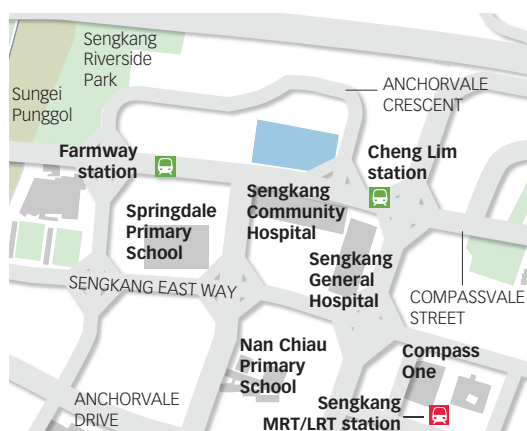 Sengkang
Riverside
Park
Sungei
Punggol
ANCHORVALE
CRESCENT
Farmway
station
Cheng Lim
station
Springdale
Primary
School
Sengkang
Community
Hospital
Sengkang
General
Hospital
SENGKANG EAST WAY
COMPASSVALE
STREET
Nan Chiau
Primary
School
Compass
One
ANCHORVALE
DRIVE
Sengkang
MRT/LRT station